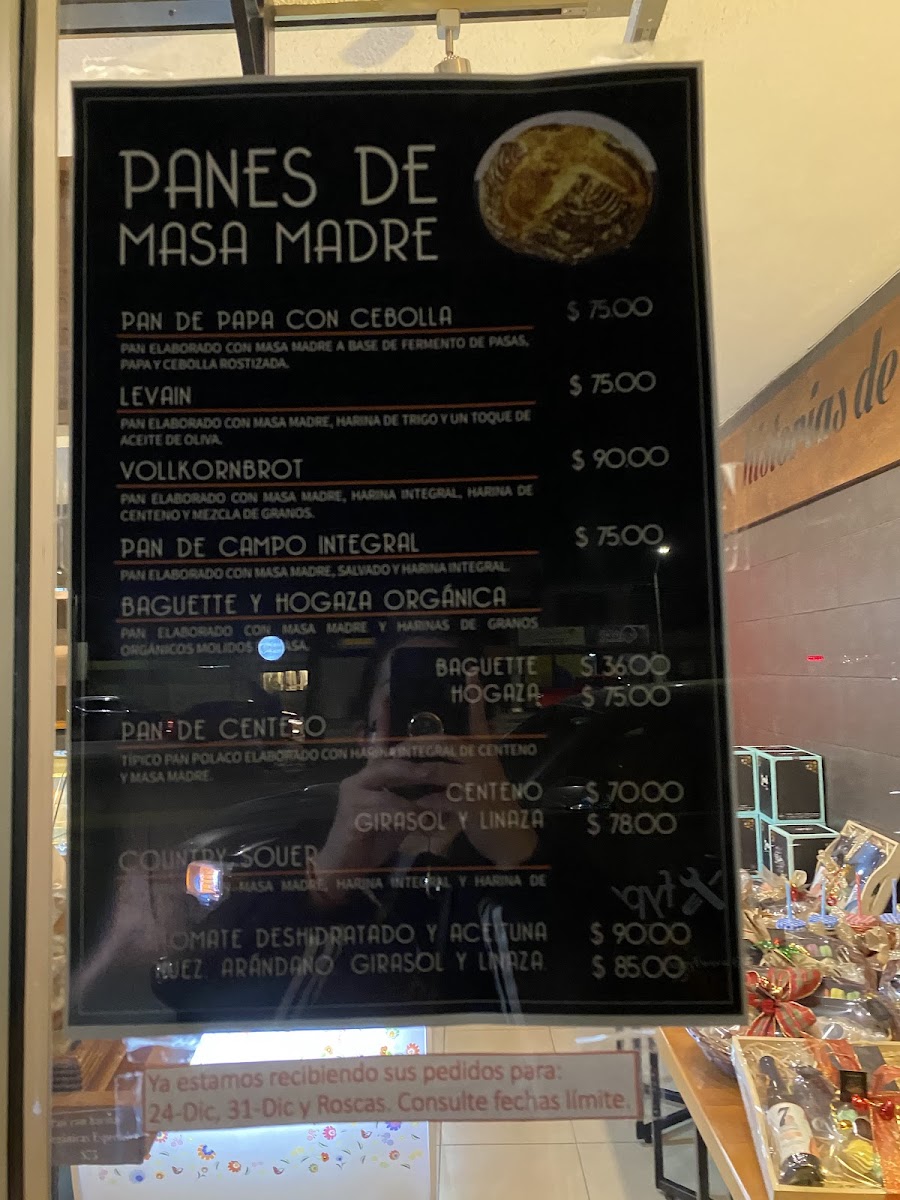 PANES DE
MASA MADRE
PAN DE PAPA CON CEBOLLA $ 75.00
PAN ELABORADO CON MASA MADRE A BASE DE FERMENTO DE PASAS,
PAPA Y CEBOLLA ROSTIZADA.
LEVAIN $ 75.00
PAN ELABORADO CON MASA MADRE, HARINA DE TRIGO Y UN TOQUE DE
ACEITE DE OLIVA.
VOLLKORNBROT $ 90.00
PAN ELABORADO CON MASA MADRE, HARINA INTEGRAL, HARINA DE
CENTENO Y MEZCLA DE GRANOS.
PAN DE CAMPO INTEGRAL $ 75.00
PAN ELABORADO CON MASA MADRE, SALVADO Y HARINA INTEGRAL.
BAGUETTE Y HOGAZA ORGÁNICA
PAN ELABORADO CON MASA MADRE Y HARINAS DE GRANOS
ORGÁNICOS MOLIDOS
BAGUETTE $ 36.00
HOGAZA $ 75.00
PAN DE CENTENO
TÍPICO PAN POLACO ELABORADO CON HARINA INTEGRAL DE CENTENO
Y MASA MADRE.
CENTENO $ 70.00
GIRASOL Y LINAZA $ 78.00
COUNTRY SOUER
MASA MADRE, HARINA INTEGRAL Y HARINA DE
TOMATE DESHIDRATADO Y ACEITUNA $ 90.00
NUEZ ARÁNDANO GIRASOL Y LINAZA $ 85.00
historias de
Ya estamos recibiendo sus pedidos para:
24-Dic, 31-Dic y Roscas. Consulte fechas límite.